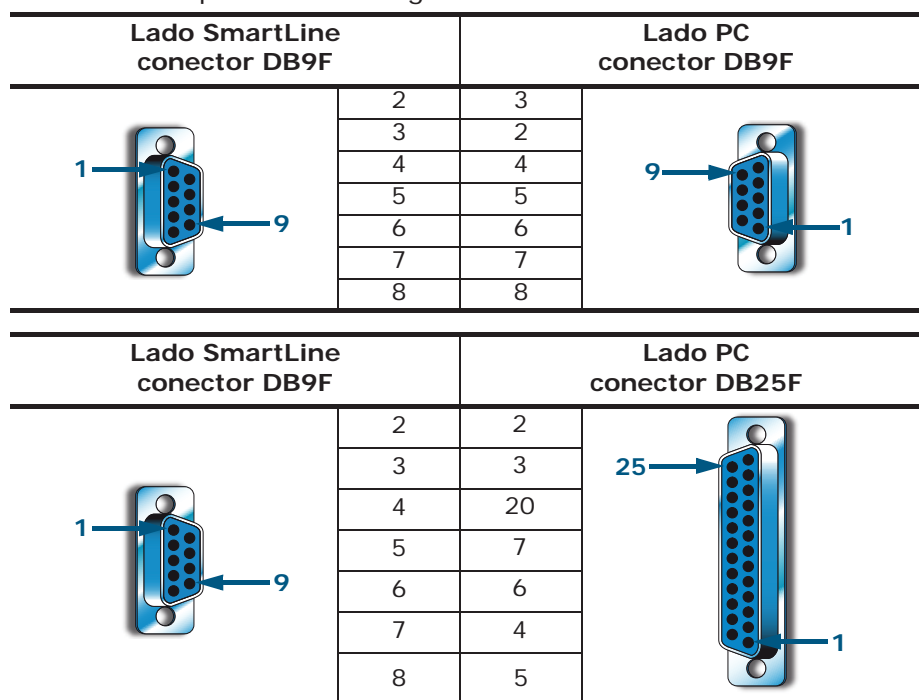 Lado SmartLine
conector DB9F
Lado PC
conector DB9F
2 3
3 2
4 4
5 5
6 6
7 7
8 8
1
9
9
1
Lado SmartLine
conector DB9F
Lado PC
conector DB25F
2 2
3 3
4 20
5 7
6 6
7 4
8 5
1
9
25
1